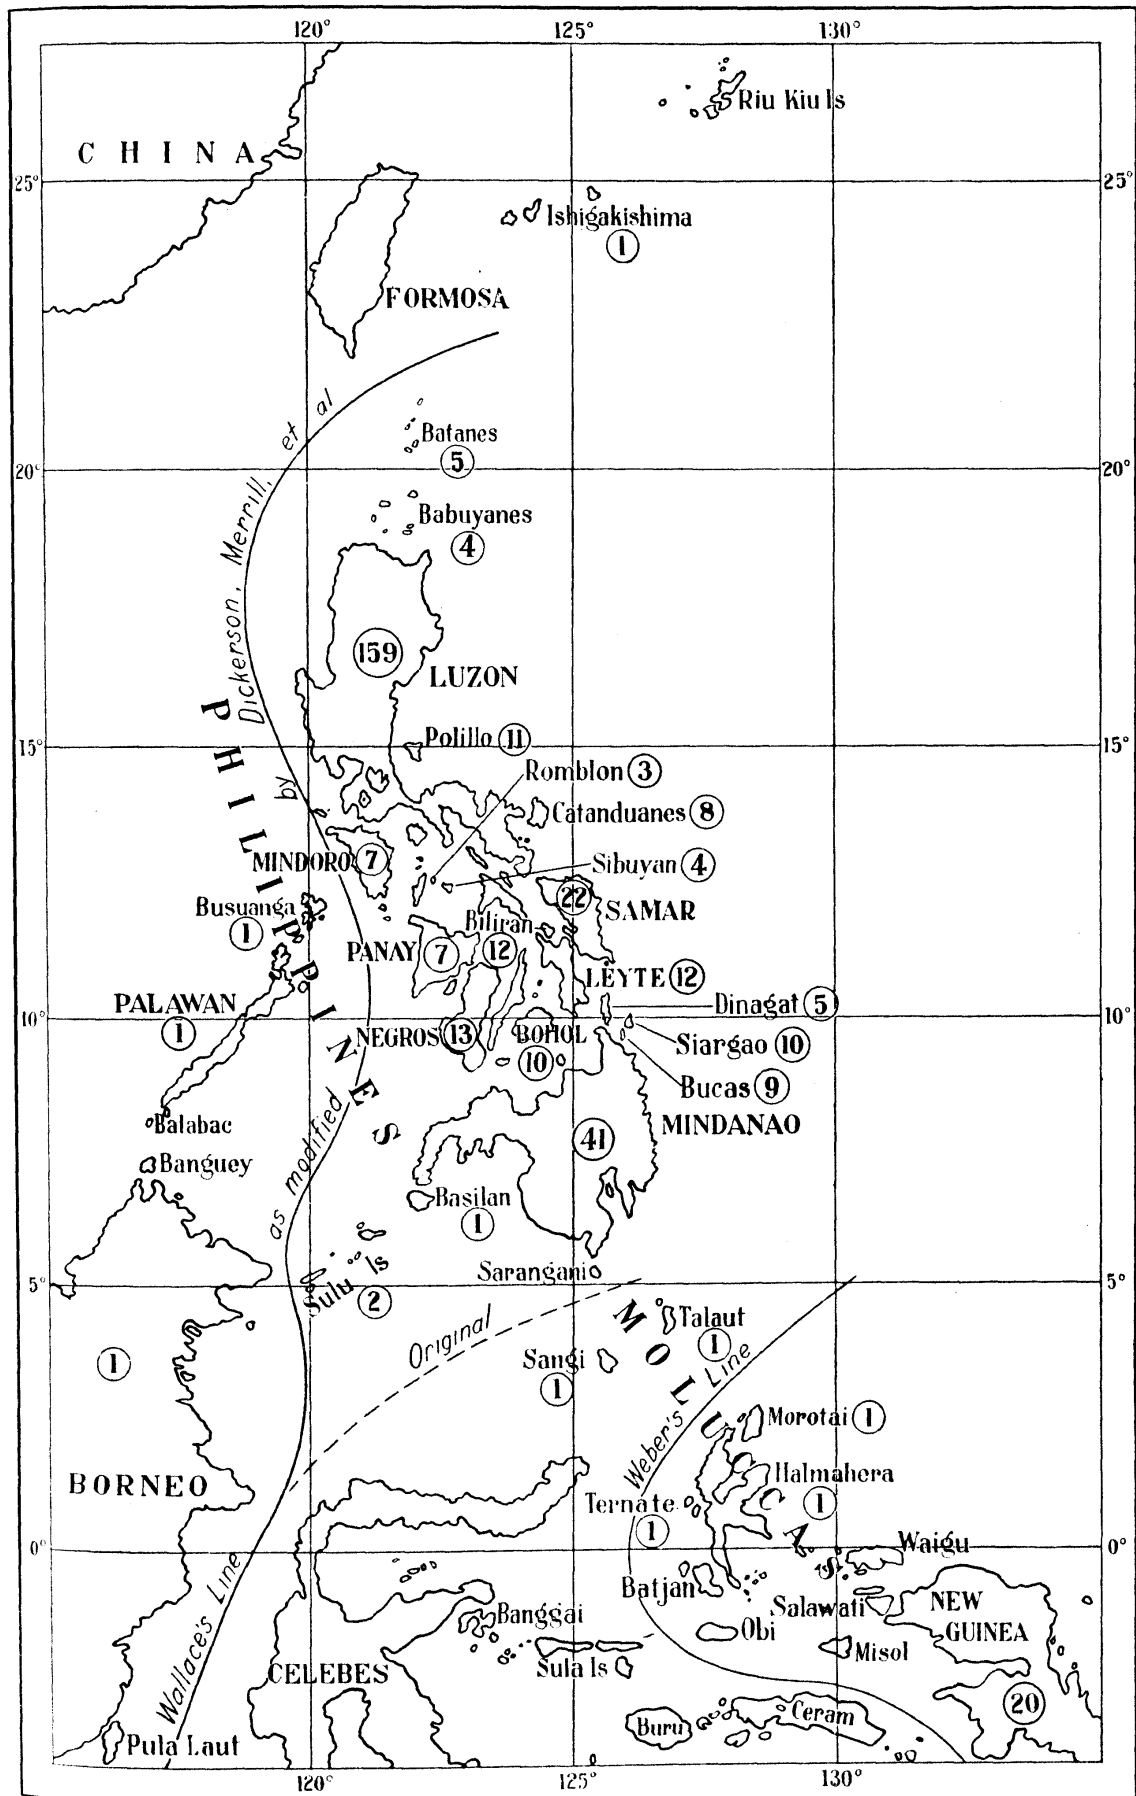 120° 125° 130°
Riu Kiu Is
CHINA
25° 25°
Ishigakishima
1
FORMOSA
Batanes
5
20° 20°
Babuyanes
4
159
LUZON
Polillo 11
15° 15°
Romblon 3
Catanduanes 8
MINDORO 7
Sibuyan 4
22
SAMAR
Busuanga
1
Biliran
12
PANAY 7
LEYTE 12
PALAWAN
1
Dinagat 5
10° 10°
NEGROS 13
BOHOL
10
Siargao 10
Bucas 9
MINDANAO
41
Balabac
Banguey
Basilan
1
PHILIPPINES
Sarangani
5° 5°
Sulu Is
2
Wallace's Line as modified by Dickerson, Merrill, et al
Original
MOLUCCAS
Talaut
1
Sangi
1
Weber's Line
1
BORNEO
Morotai 1
Halmahera
1
Ternate
1
0° 0°
Waigu
Batjan
Salawati
NEW
GUINEA
20
Banggai
Obi
Misol
Sula Is
CELEBES
Buru
Ceram
Pula Laut
120° 125° 130°